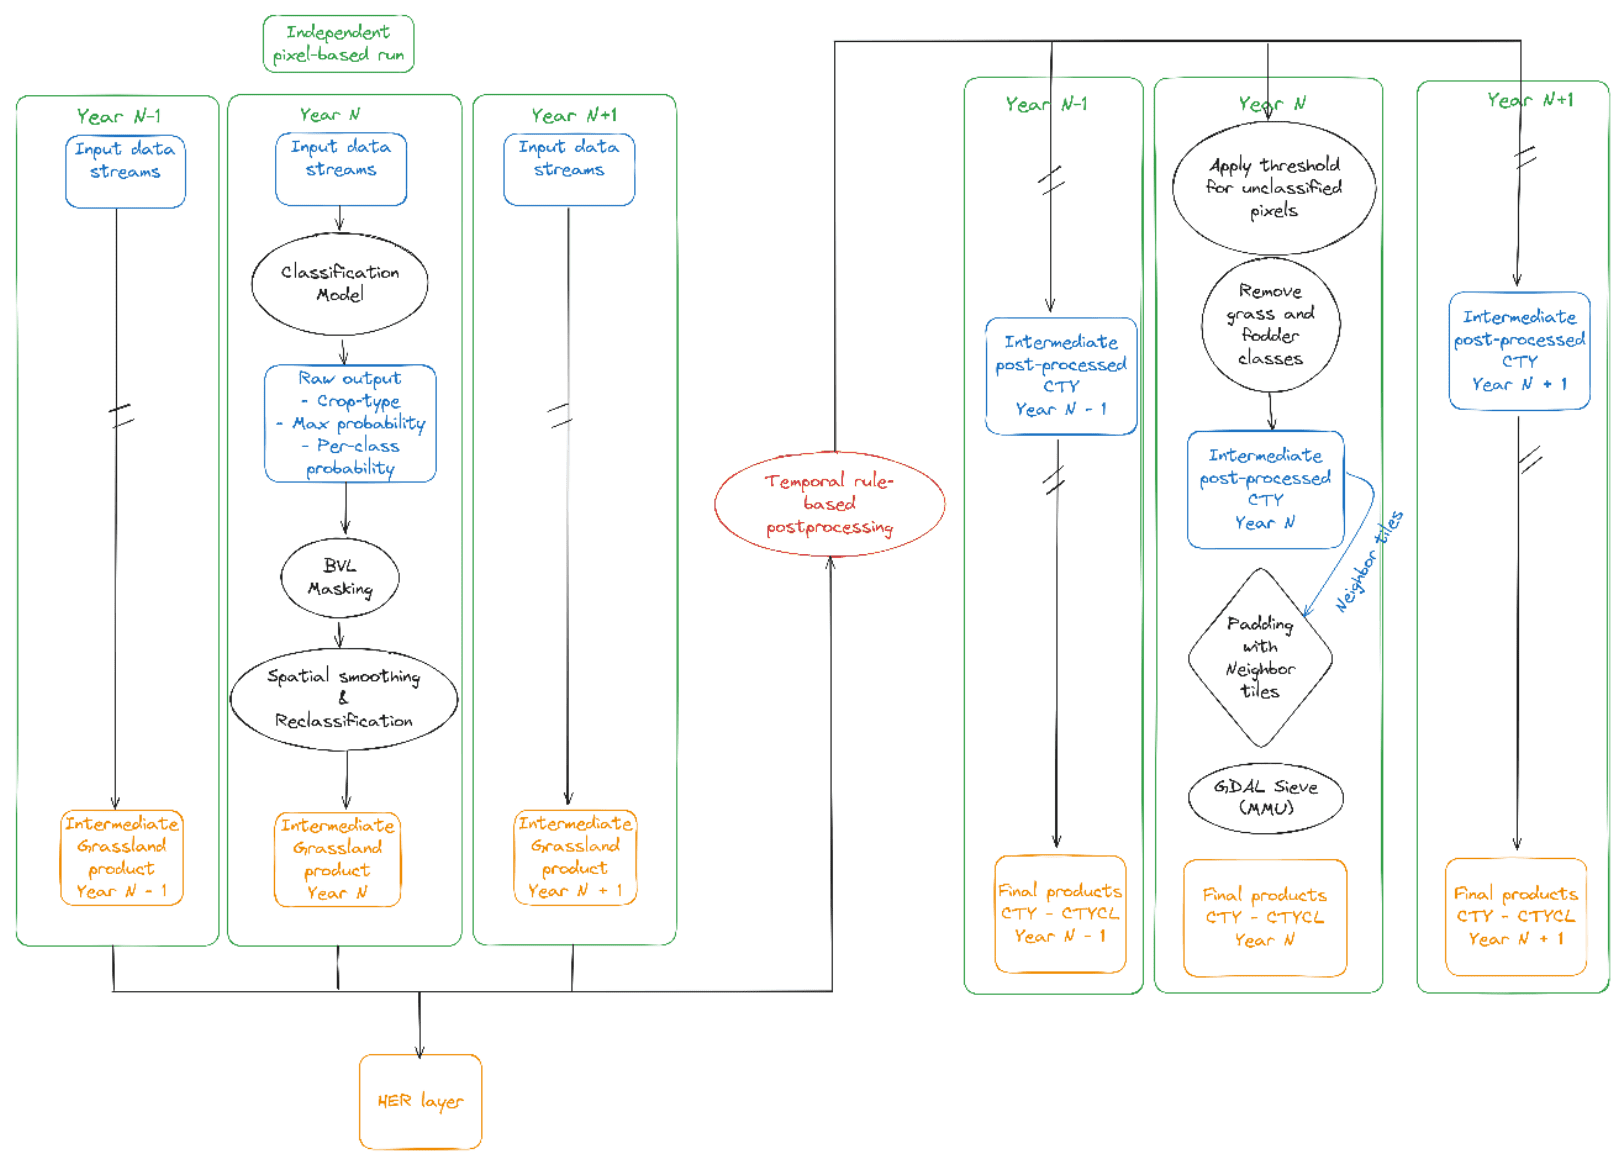 Independent
pixel-based run
Year N-1
Input data
streams
Intermediate
Grassland
product
Year N - 1
Year N
Input data
streams
Classification
Model
Raw output
- Crop-type
- Max probability
- Per-class
probability
BVL
Masking
Spatial smoothing
&
Reclassification
Intermediate
Grassland
product
Year N
Year N+1
Input data
streams
Intermediate
Grassland
product
Year N + 1
HER layer
Temporal rule-
based
postprocessing
Year N-1
Intermediate
post-processed
CTY
Year N - 1
Final products
CTY - CTYCL
Year N - 1
Year N
Apply threshold
for unclassified
pixels
Remove
grass and
fodder
classes
Intermediate
post-processed
CTY
Year N
Neighbor tiles
Padding
with
Neighbor
tiles
GDAL Sieve
(MMU)
Final products
CTY - CTYCL
Year N
Year N+1
Intermediate
post-processed
CTY
Year N + 1
Final products
CTY - CTYCL
Year N + 1